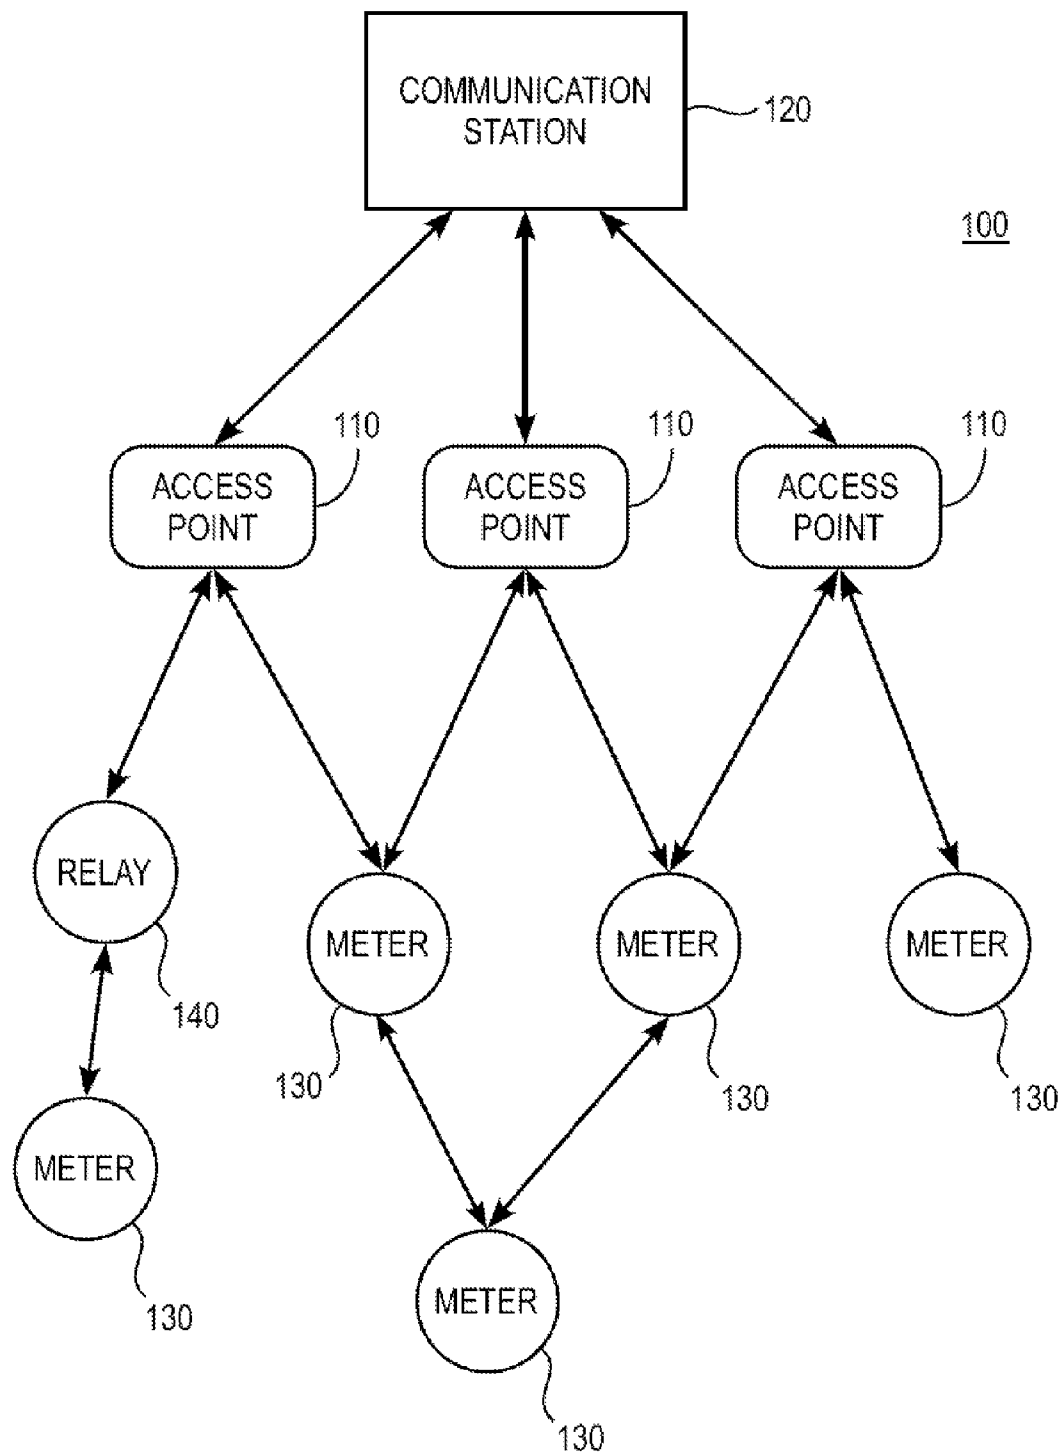 COMMUNICATION
STATION
120
100
110
110
110
ACCESS
POINT
ACCESS
POINT
ACCESS
POINT
RELAY
METER
METER
METER
140
130
130
130
METER
130
METER
130